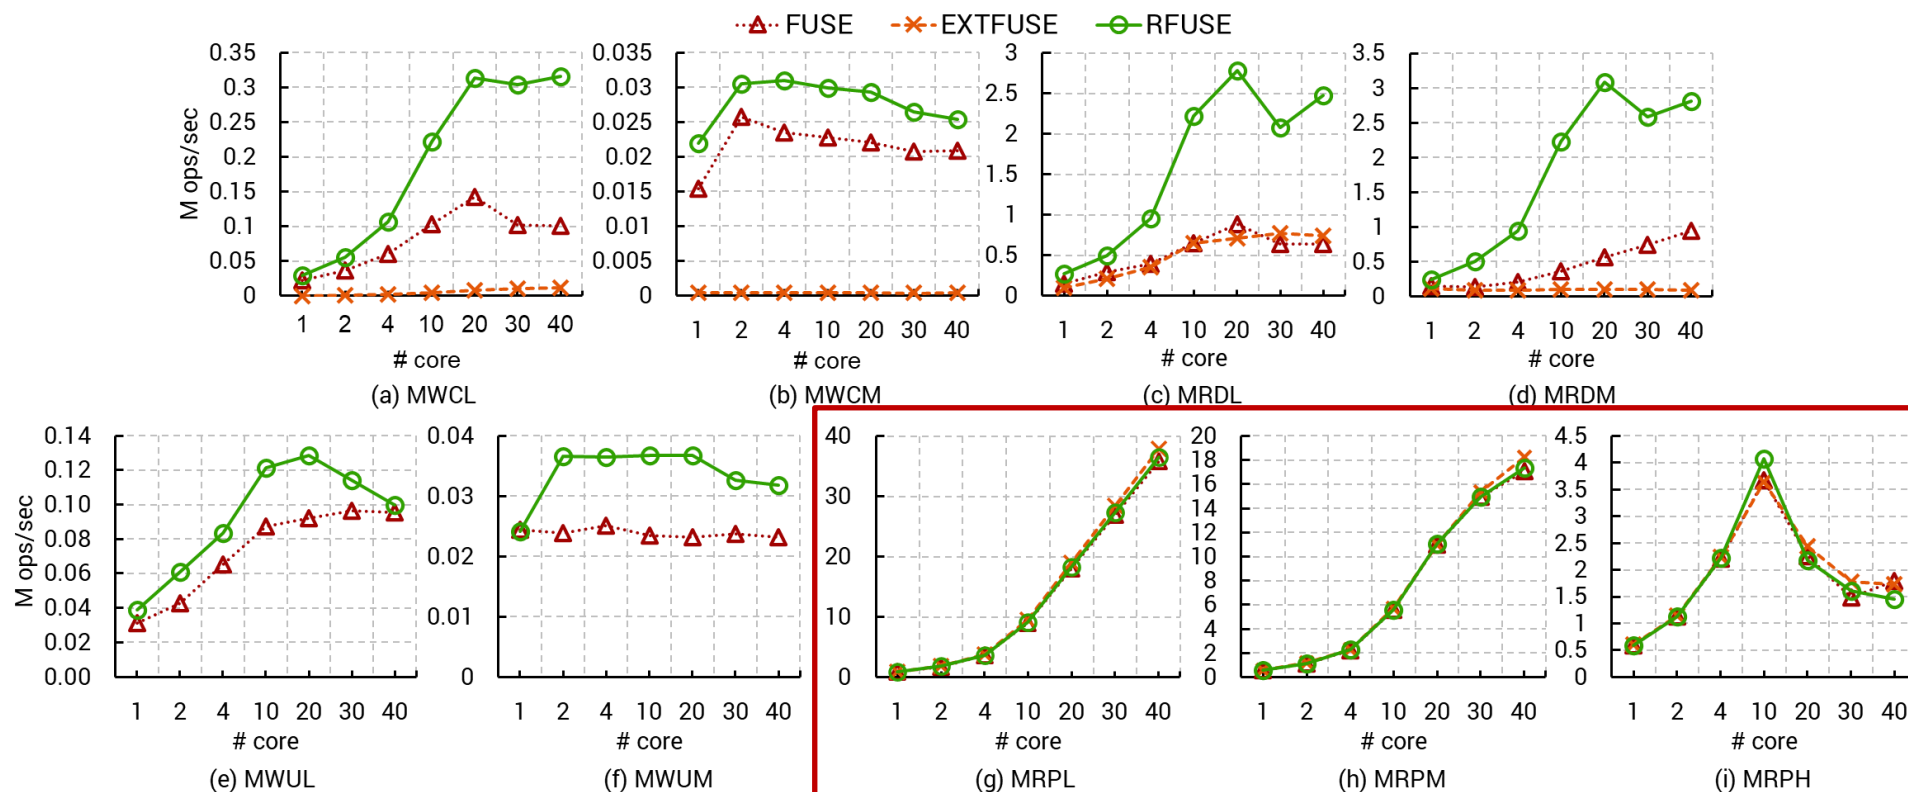 FUSE EXTFUSE RFUSE
M ops/sec
0.35
0.3
0.25
0.2
0.15
0.1
0.05
0
1 2 4 10 20 30 40
# core
(a) MWCL
0.035
0.03
0.025
0.02
0.015
0.01
0.005
0
1 2 4 10 20 30 40
# core
(b) MWCM
3
2.5
2
1.5
1
0.5
0
1 2 4 10 20 30 40
# core
(c) MRDL
3.5
3
2.5
2
1.5
1
0.5
0
1 2 4 10 20 30 40
# core
(d) MRDM
M ops/sec
0.14
0.12
0.10
0.08
0.06
0.04
0.02
0.00
1 2 4 10 20 30 40
# core
(e) MWUL
0.04
0.03
0.02
0.01
0
1 2 4 10 20 30 40
# core
(f) MWUM
40
30
20
10
0
1 2 4 10 20 30 40
# core
(g) MRPL
20
18
16
14
12
10
8
6
4
2
0
1 2 4 10 20 30 40
# core
(h) MRPM
4.5
4
3.5
3
2.5
2
1.5
1
0.5
0
1 2 4 10 20 30 40
# core
(i) MRPH